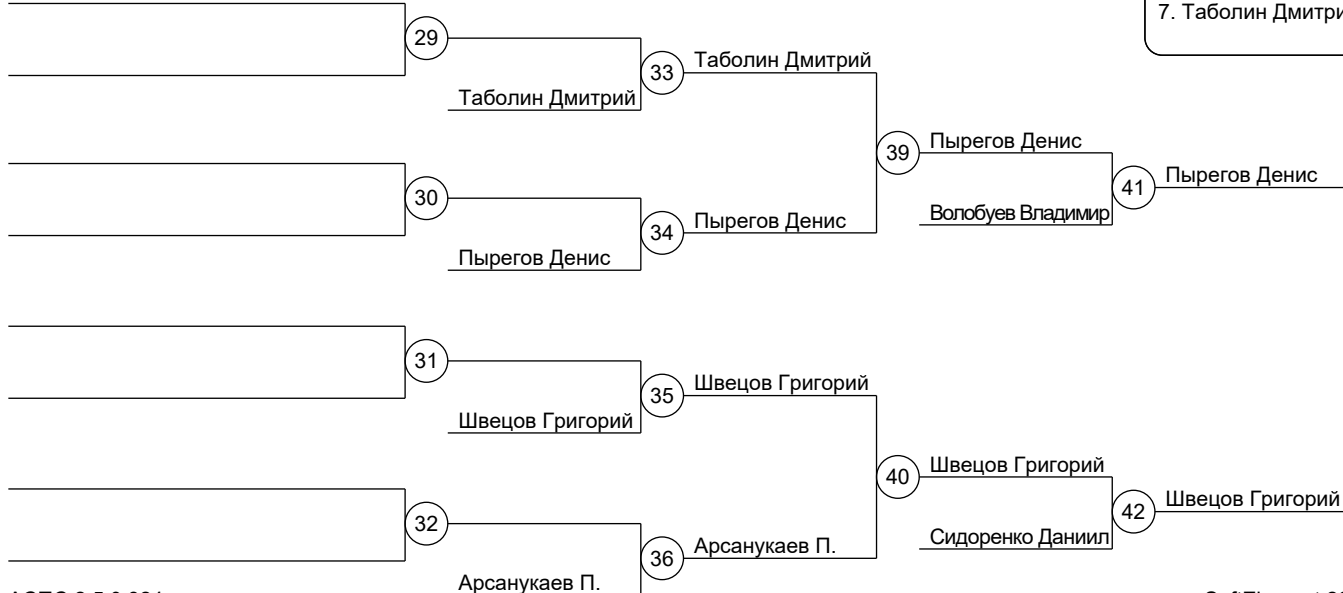 7. Таболин Дмитри
29
Таболин Дмитрий
33
Таболин Дмитрий
39
Пырегов Денис
Волобуев Владимир
41
Пырегов Денис
30
34
Пырегов Денис
Пырегов Денис
31
Швецов Григорий
35
Швецов Григорий
40
Швецов Григорий
Сидоренко Даниил
42
Швецов Григорий
32
36
Арсанукаев П.
Арсанукаев П.